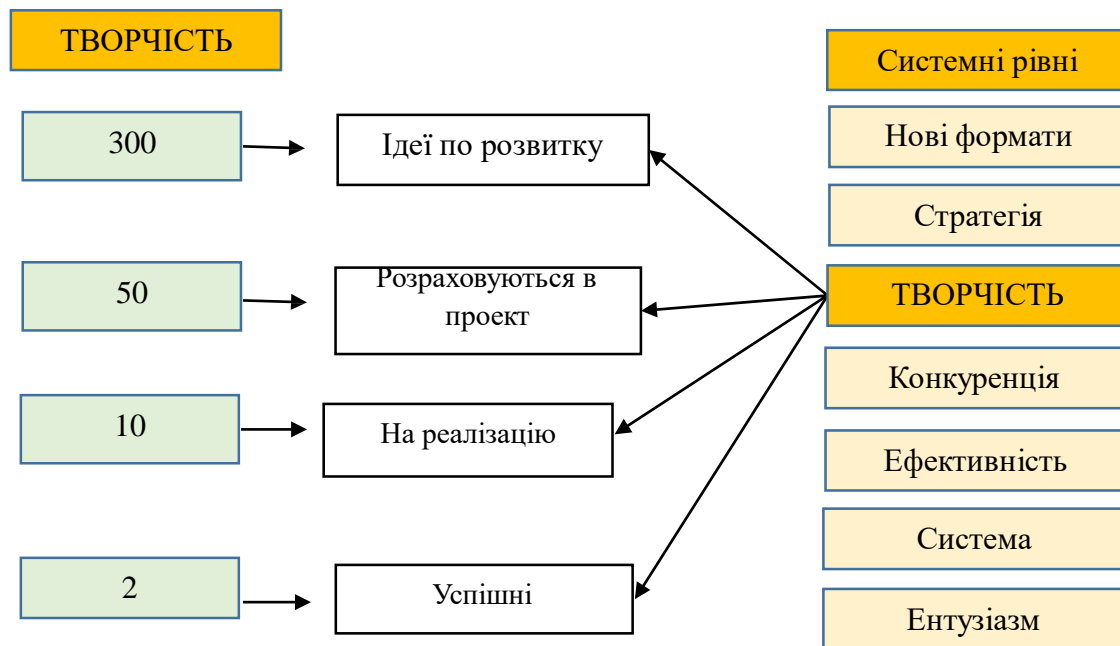 ТВОРЧІСТЬ
300
Ідеї по розвитку
50
Розраховуються в
проект
10
На реалізацію
2
Успішні
Системні рівні
Нові формати
Стратегія
ТВОРЧІСТЬ
Конкуренція
Ефективність
Система
Ентузіазм